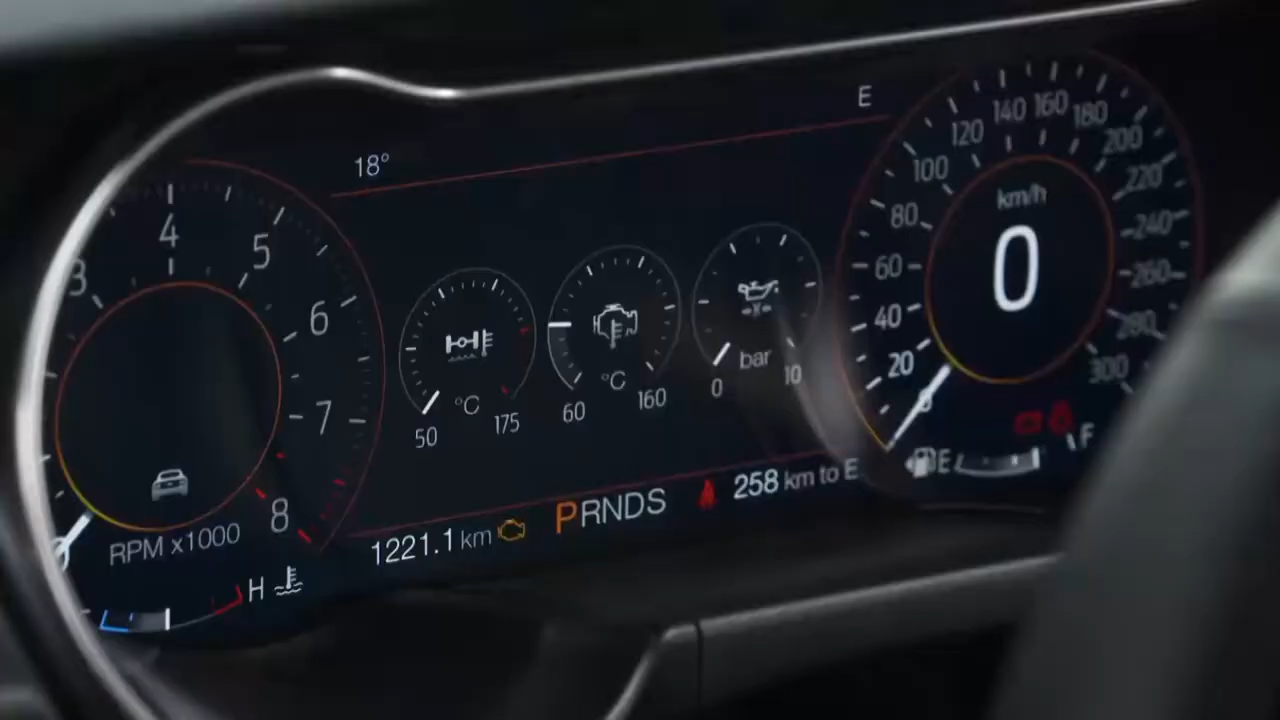 E
18°
3 4 5 6 7 8
RPM x1000
H
50 °C 175
60 °C 160
0 bar 10
1221.1 km
PRNDS
258 km to E
0 20 40 60 80 100 120 140 160 180 200 220 240 260 280 300
km/h
0
E F